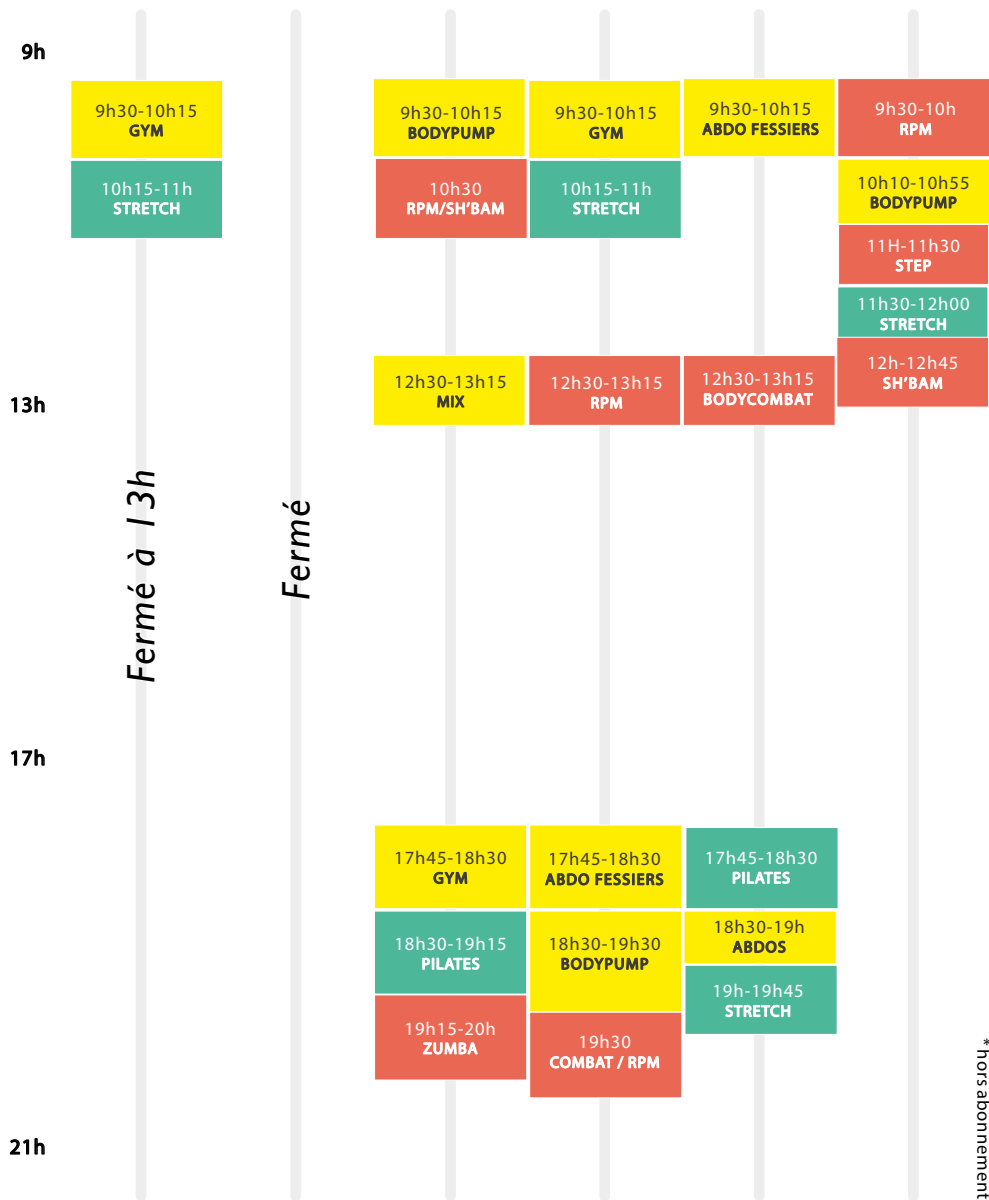 9h
9h30-10h15
GYM
10h15-11h
STRETCH
Fermé à 13h
Fermé
9h30-10h15
BODYPUMP
10h30
RPM/SH'BAM
12h30-13h15
MIX
17h45-18h30
GYM
18h30-19h15
PILATES
19h15-20h
ZUMBA
9h30-10h15
GYM
10h15-11h
STRETCH
12h30-13h15
RPM
17h45-18h30
ABDO FESSIERS
18h30-19h30
BODYPUMP
19h30
COMBAT / RPM
9h30-10h15
ABDO FESSIERS
12h30-13h15
BODYCOMBAT
17h45-18h30
PILATES
18h30-19h
ABDOS
19h-19h45
STRETCH
9h30-10h
RPM
10h10-10h55
BODYPUMP
11H-11h30
STEP
11h30-12h00
STRETCH
12h-12h45
SH'BAM
13h
17h
21h
* hors abonnement